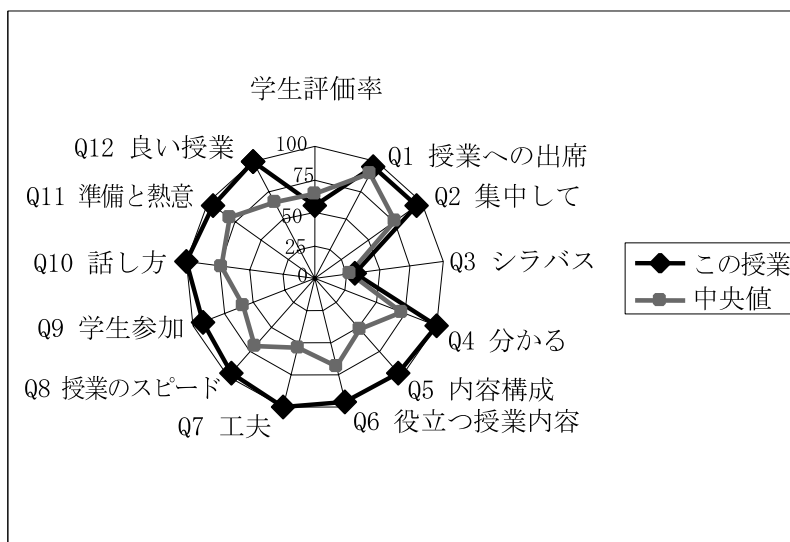 学生評価率
100
75
50
25
0
Q1 授業への出席
Q2 集中して
Q3 シラバス
Q4 分かる
Q5 内容構成
Q6 役立つ授業内容
Q7 工夫
Q8 授業のスピード
Q9 学生参加
Q10 話し方
Q11 準備と熱意
Q12 良い授業
この授業
中央値